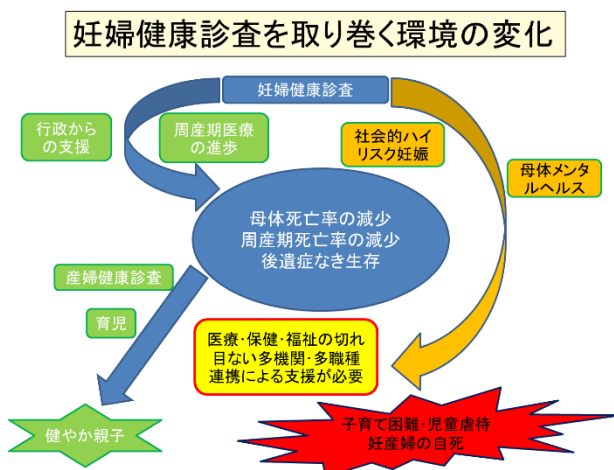 妊婦健康診査を取り巻く環境の変化
妊婦健康診査
行政から
の支援
周産期医療
の進歩
社会的ハイ
リスク妊娠
母体メンタ
ルヘルス
母体死亡率の減少
周産期死亡率の減少
後遺症なき生存
産婦健康診査
育児
医療・保健・福祉の切れ
目ない多機関・多職種
連携による支援が必要
健やか親子
子育て困難・児童虐待
妊産婦の自死